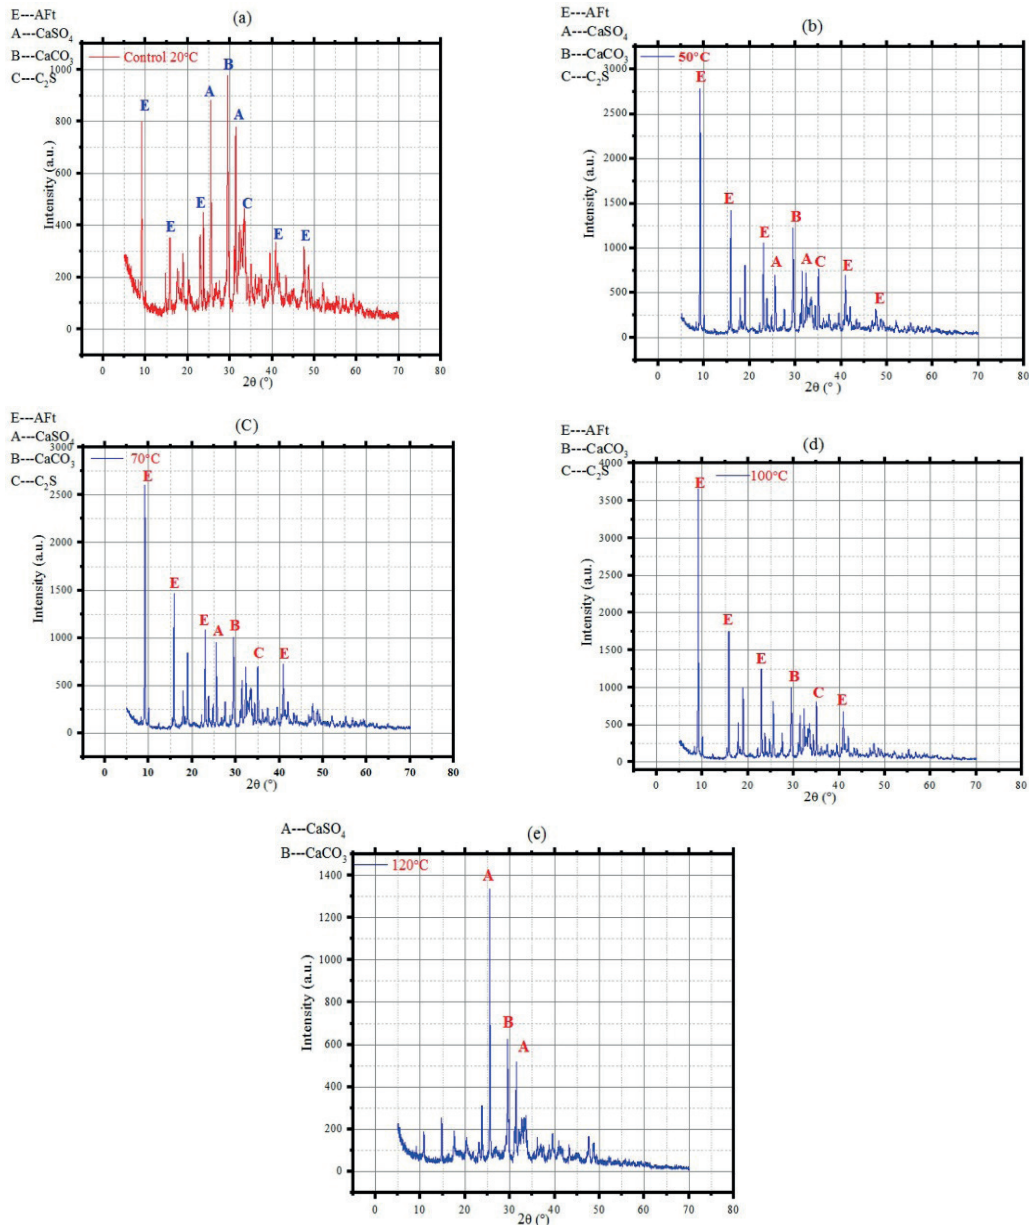 E---AFt
A---CaSO4
B---CaCO3
C---C2S
(a)
Control 20°C
E
E
E
A
B
A
C
E
E
Intensity (a.u.)
1000
800
600
400
200
0
0 10 20 30 40 50 60 70 80
2θ (°)
E---AFt
A---CaSO4
B---CaCO3
C---C2S
(b)
50°C
E
E
E
A
B
A
C
E
E
Intensity (a.u.)
3000
2500
2000
1500
1000
500
0
0 10 20 30 40 50 60 70 80
2θ (°)
E---AFt
A---CaSO4
B---CaCO3
C---C2S
(C)
70°C
E
E
E
A
B
C
E
Intensity (a.u.)
3000
2500
2000
1500
1000
500
0
0 10 20 30 40 50 60 70 80
2θ (°)
E---AFt
B---CaCO3
C---C2S
(d)
100°C
E
E
E
B
C
E
Intensity (a.u.)
4000
3500
3000
2500
2000
1500
1000
500
0
0 10 20 30 40 50 60 70 80
2θ (°)
A---CaSO4
B---CaCO3
(e)
120°C
A
B
A
Intensity (a.u.)
1400
1200
1000
800
600
400
200
0
0 10 20 30 40 50 60 70 80
2θ (°)